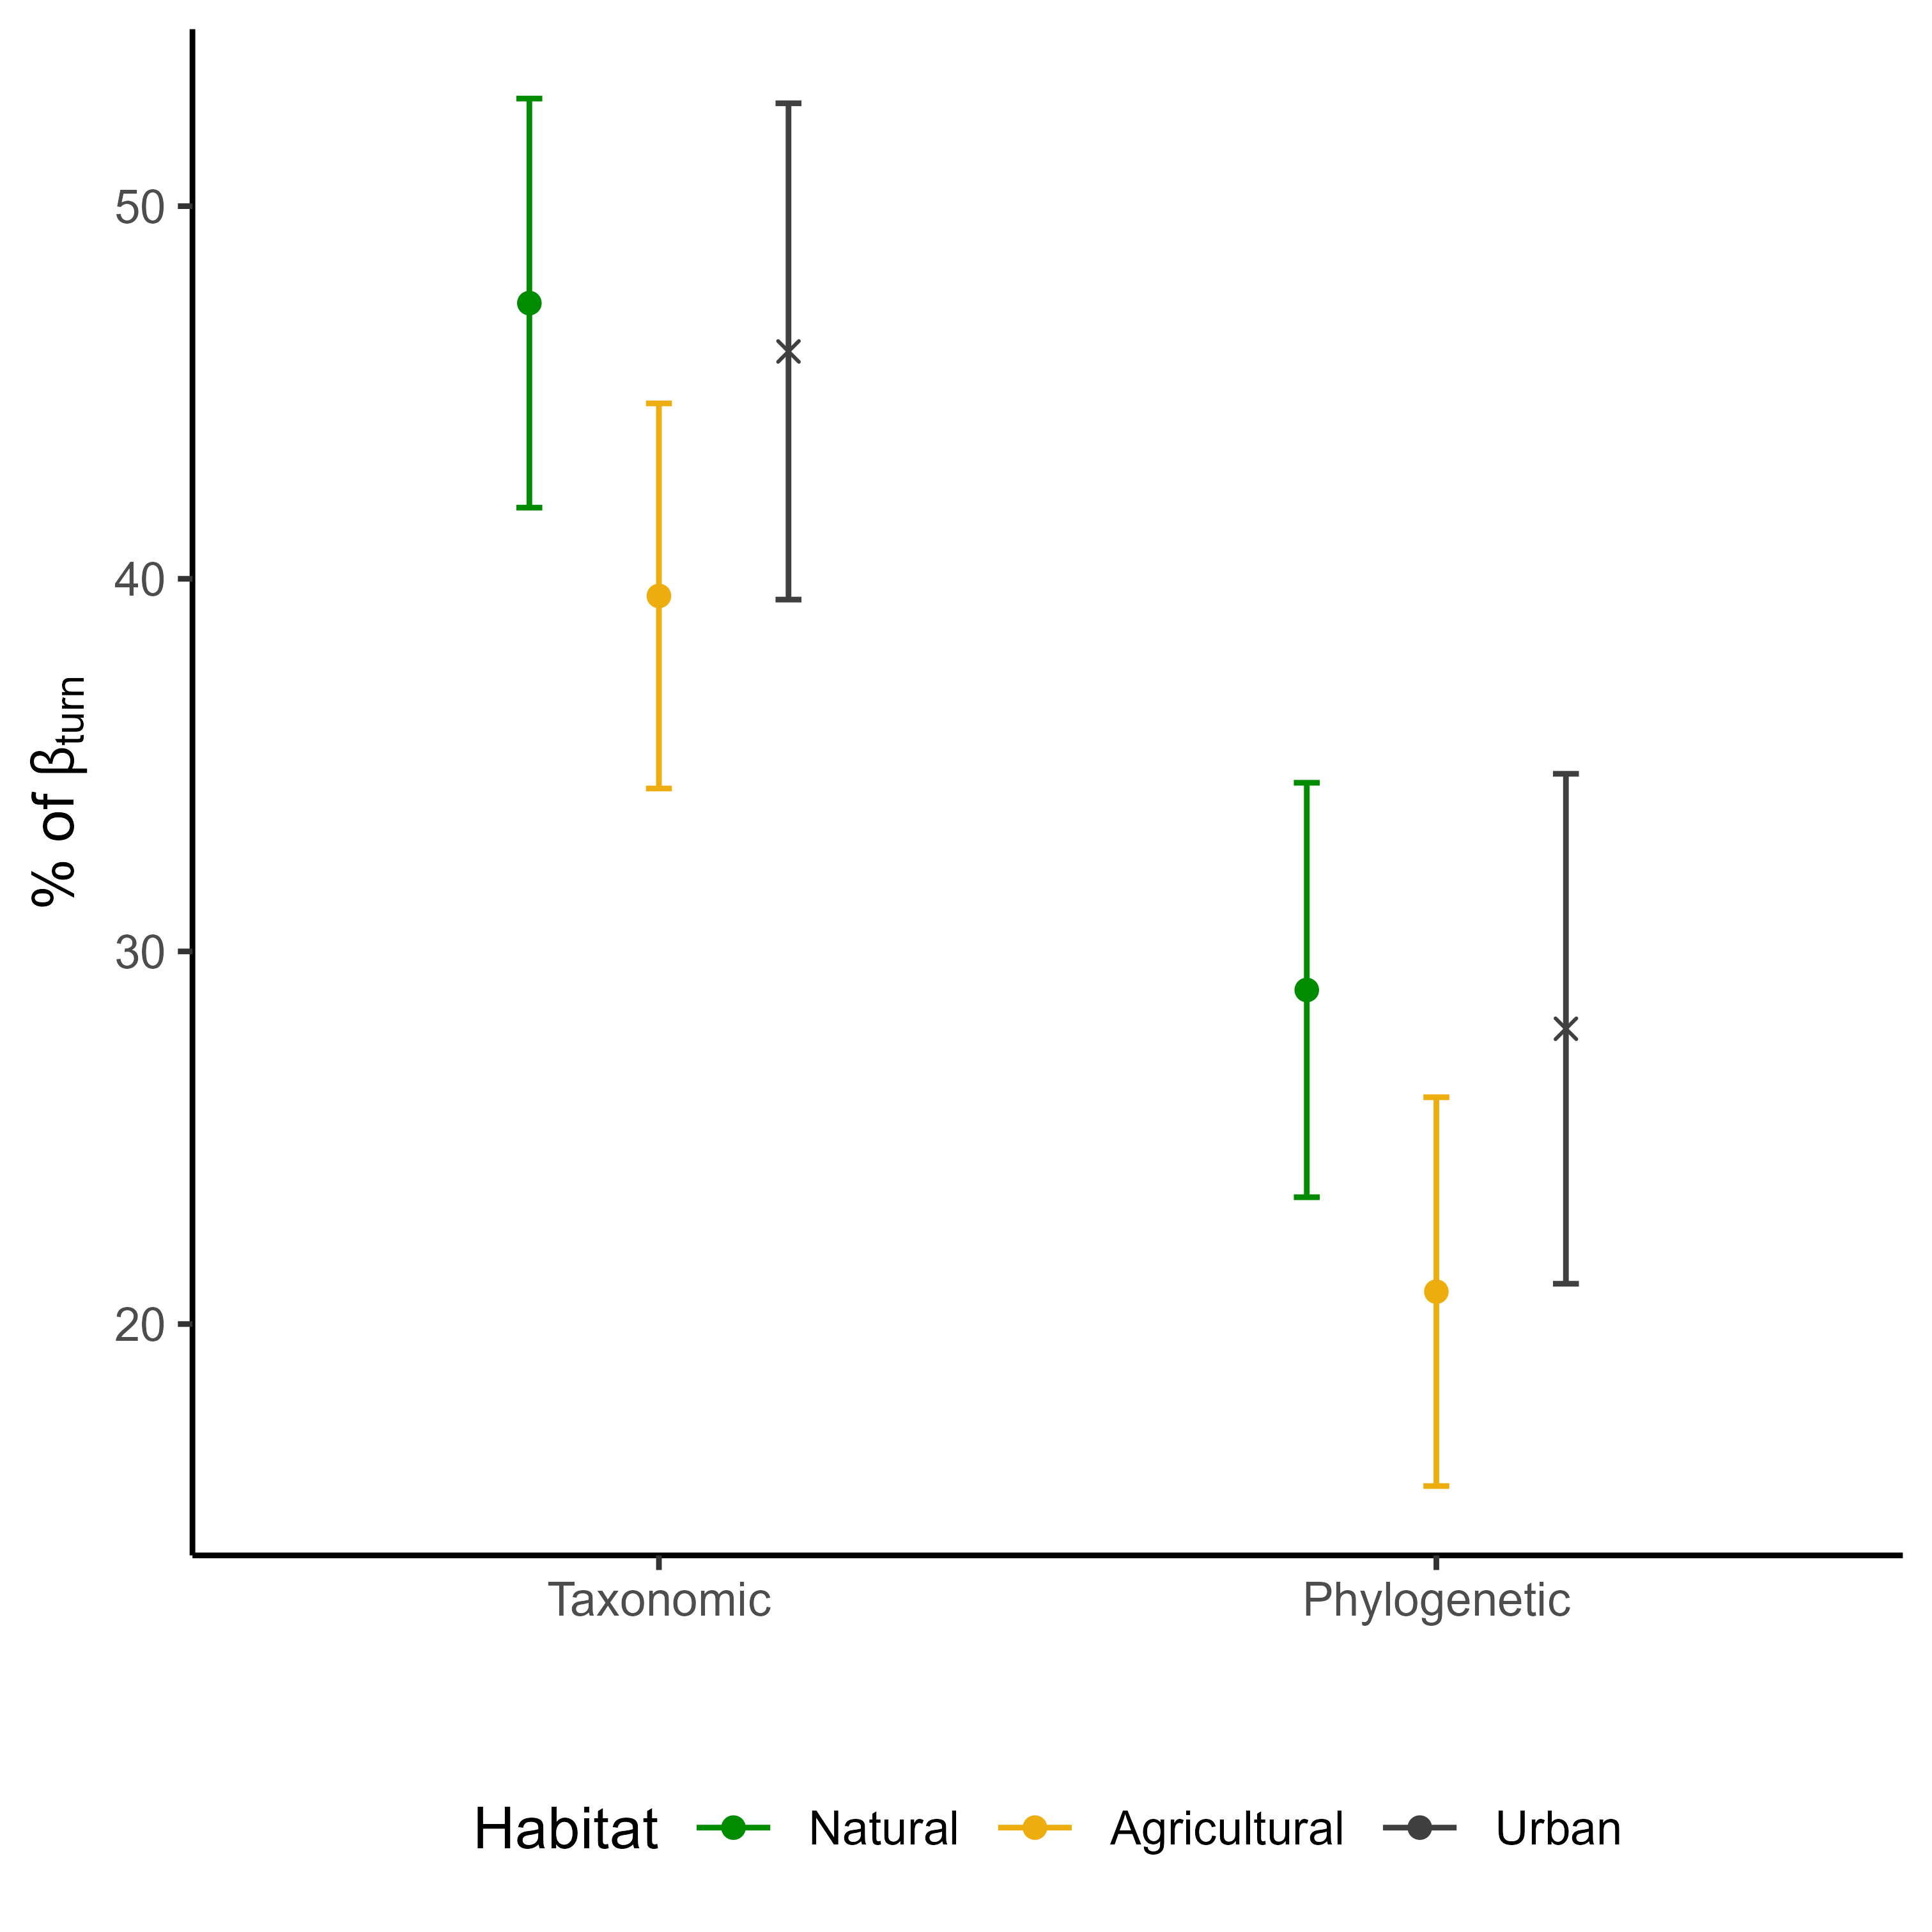 % of βturn
50
40
30
20
Taxonomic Phylogenetic
Habitat Natural Agricultural Urban